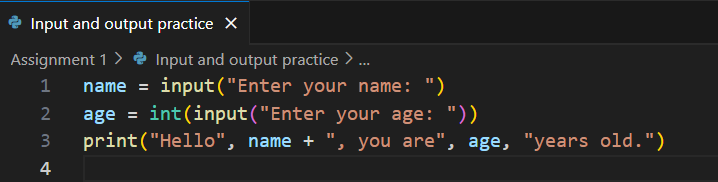 Input and output practice ×
Assignment 1 > Input and output practice > ...
1 name = input("Enter your name: ")
2 age = int(input("Enter your age: "))
3 print("Hello", name + ", you are", age, "years old.")
4